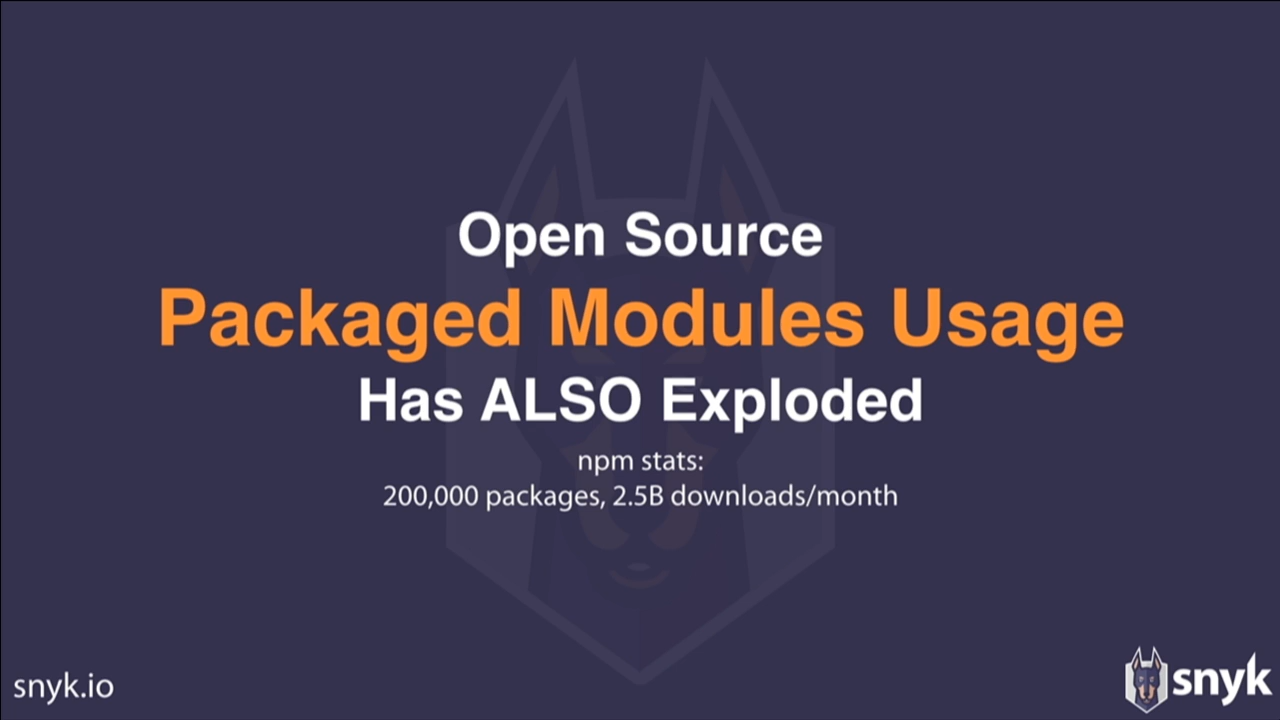 Open Source
Packaged Modules Usage
Has ALSO Exploded
npm stats:
200,000 packages, 2.5B downloads/month
snyk.io
snyk